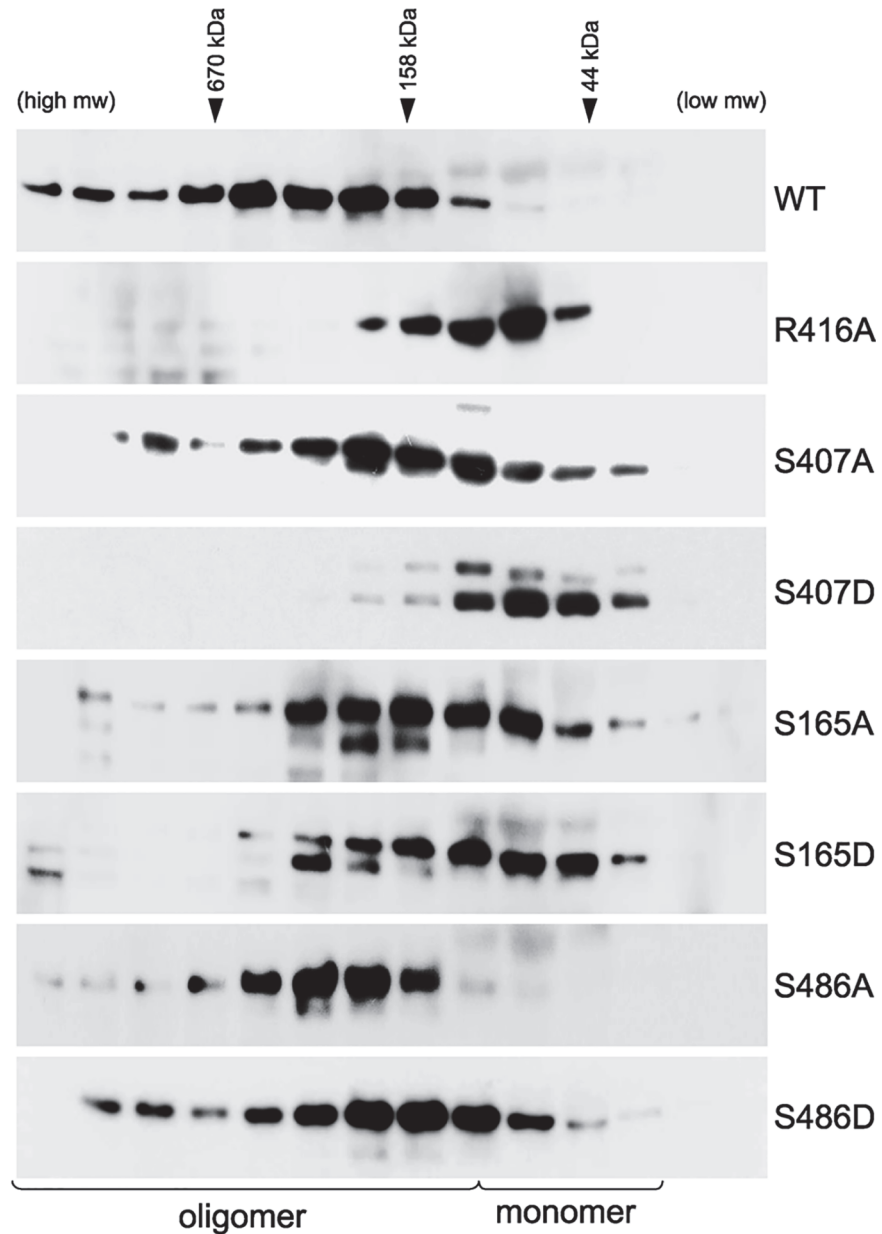 670 kDa
158 kDa
44 kDa
(high mw)
(low mw)
WT
R416A
S407A
S407D
S165A
S165D
S486A
S486D
oligomer
monomer